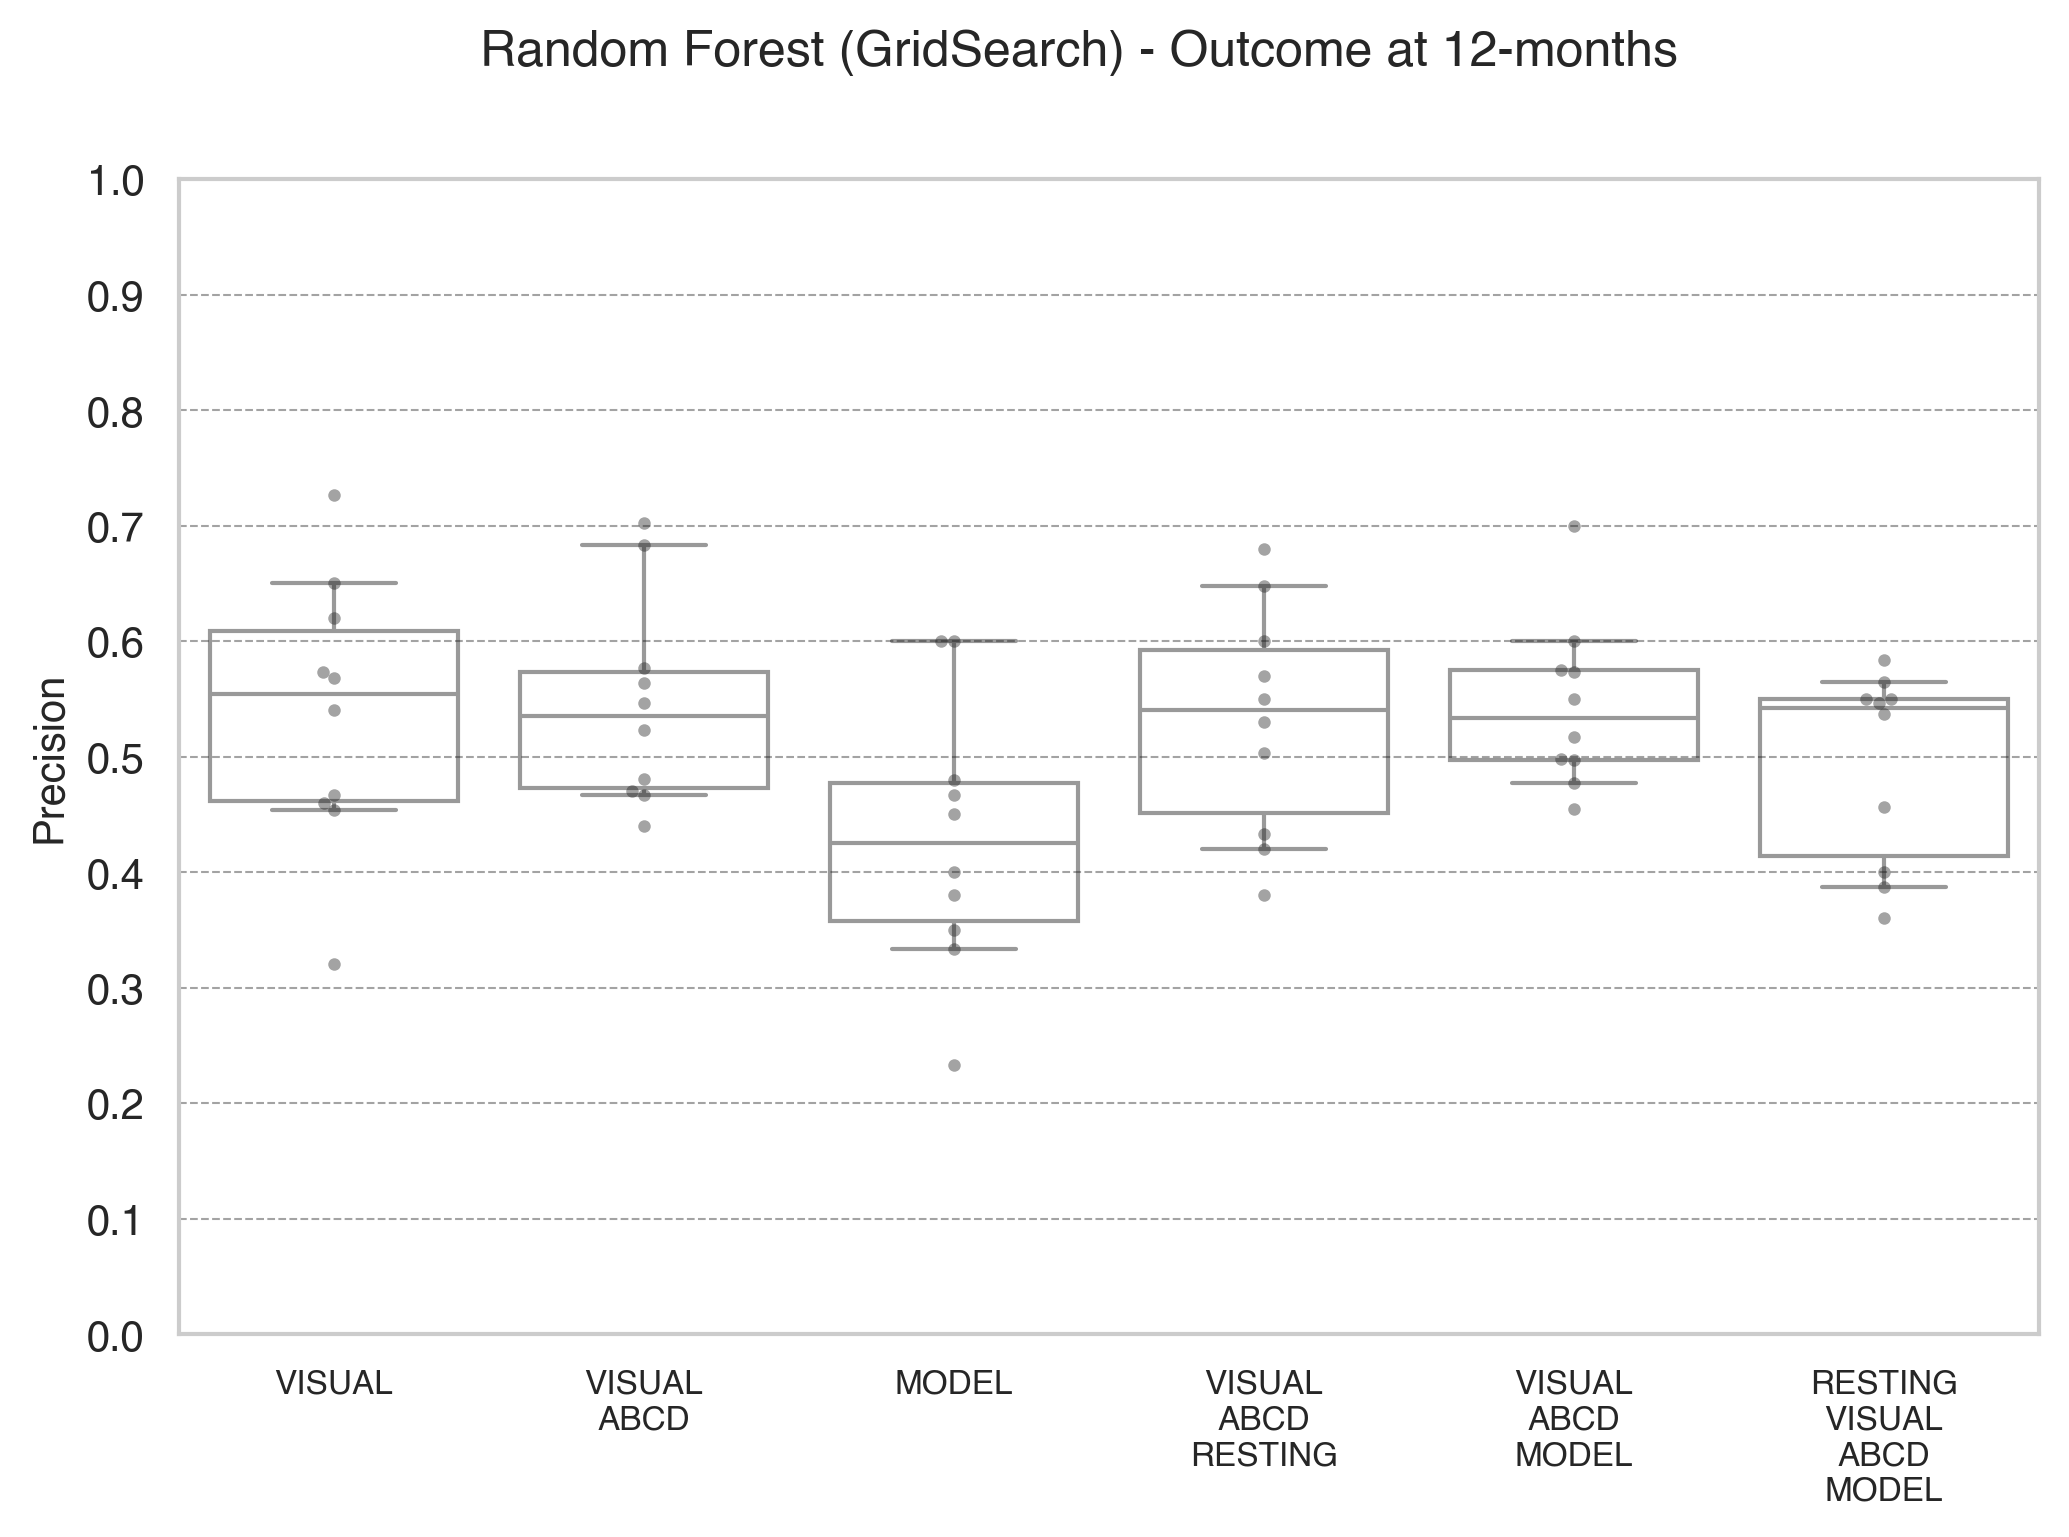 Random Forest (GridSearch) - Outcome at 12-months
Precision
1.0
0.9
0.8
0.7
0.6
0.5
0.4
0.3
0.2
0.1
0.0
VISUAL
VISUAL
ABCD
MODEL
VISUAL
ABCD
RESTING
VISUAL
ABCD
MODEL
RESTING
VISUAL
ABCD
MODEL